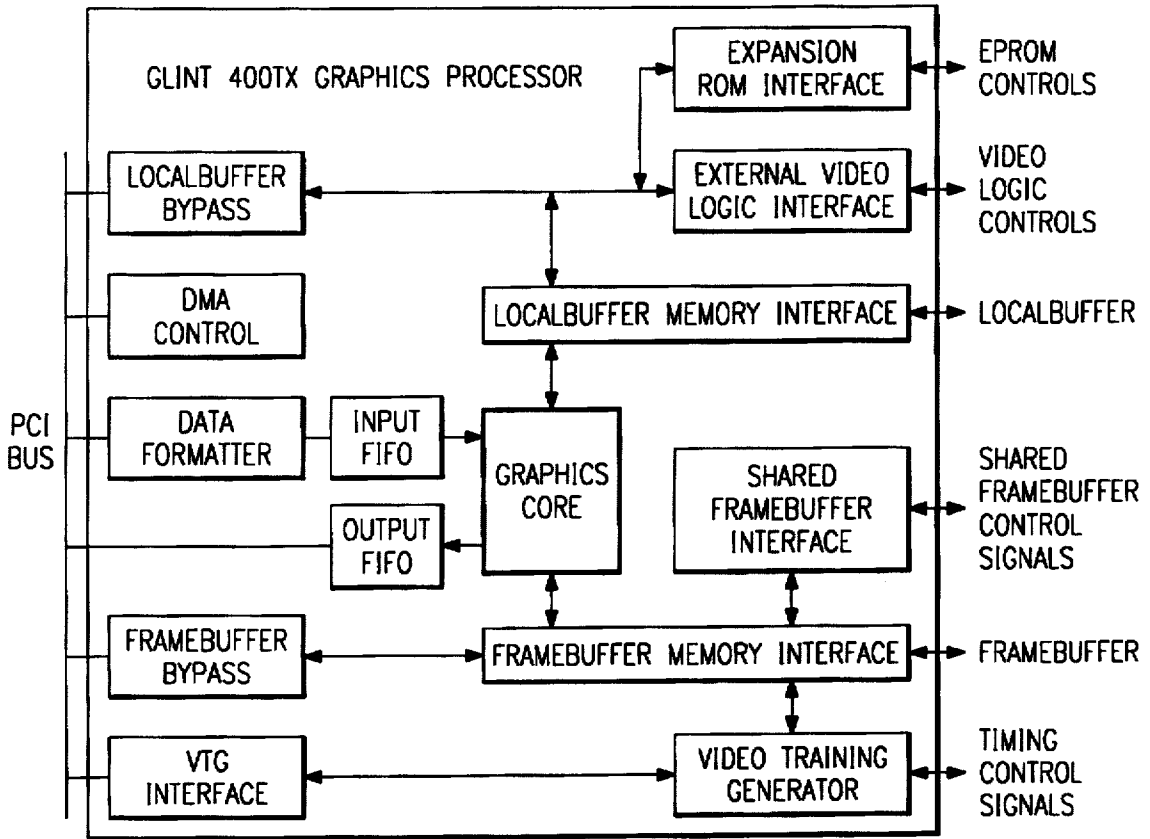 GLINT 400TX GRAPHICS PROCESSOR
EXPANSION
ROM INTERFACE
EPROM
CONTROLS
LOCALBUFFER
BYPASS
EXTERNAL VIDEO
LOGIC INTERFACE
VIDEO
LOGIC
CONTROLS
DMA
CONTROL
LOCALBUFFER MEMORY INTERFACE
LOCALBUFFER
PCI
BUS
DATA
FORMATTER
INPUT
FIFO
GRAPHICS
CORE
SHARED
FRAMEBUFFER
INTERFACE
SHARED
FRAMEBUFFER
CONTROL
SIGNALS
OUTPUT
FIFO
FRAMEBUFFER
BYPASS
FRAMEBUFFER MEMORY INTERFACE
FRAMEBUFFER
VTG
INTERFACE
VIDEO TRAINING
GENERATOR
TIMING
CONTROL
SIGNALS